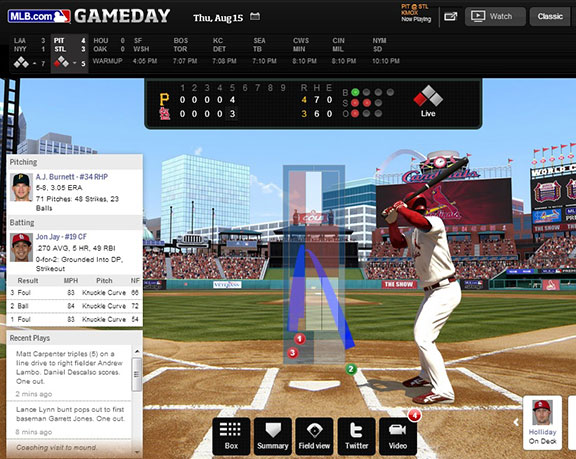 MLB.com GAMEDAY
Thu, Aug 15
PIT @ STL
KMOX
Now Playing
Watch
Classic
LAA 3 PIT 4 HOU 0 SF BOS KC SEA CWS CIN NYM
NYY 1 STL 3 OAK 0 WSH TOR DET TB MIN MIL SD
7 5 WARMUP 4:05 PM 7:07 PM 7:08 PM 7:10 PM 8:10 PM 8:10 PM 10:10 PM
1 2 3 4 5 6 7 8 9 R H E B
P 0 0 0 0 4 4 7 0 S
0 0 0 0 3 3 6 0 O
Live
Pitching
A.J. Burnett - #34 RHP
5-8, 3.05 ERA
71 Pitches: 48 Strikes, 23
Balls
Batting
Jon Jay - #19 CF
.270 AVG, 5 HR, 49 RBI
0-for-2: Grounded Into DP,
Strikeout
Result MPH Pitch NF
3 Foul 83 Knuckle Curve 66
2 Ball 84 Knuckle Curve 72
1 Foul 83 Knuckle Curve 54
Recent Plays
Matt Carpenter triples (5) on a
line drive to right fielder Andrew
Lambo. Daniel Descalso scores.
One out.
2 mins ago
Lance Lynn bunt pops out to first
baseman Garrett Jones. One out.
8 mins ago
Coaching visit to mound.
Cardinals
THE SHOW
THE SHOW
1
3
2
4
Box
Summary
Field view
Twitter
Video
Holliday
On Deck